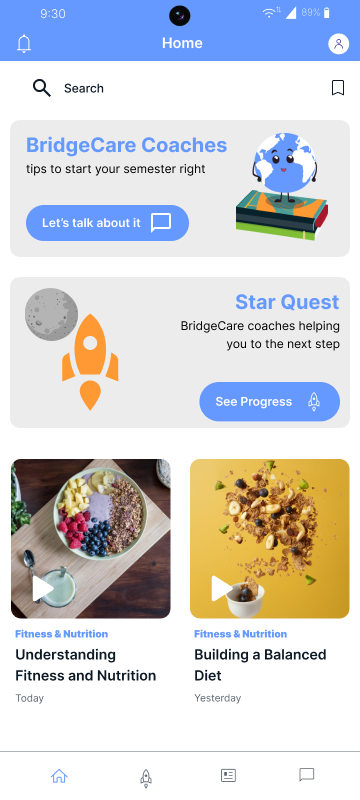 9:30
89%
Home
Search
BridgeCare Coaches
tips to start your semester right
Let's talk about it
Star Quest
BridgeCare coaches helping
you to the next step
See Progress
Fitness & Nutrition
Understanding
Fitness and Nutrition
Today
Fitness & Nutrition
Building a Balanced
Diet
Yesterday